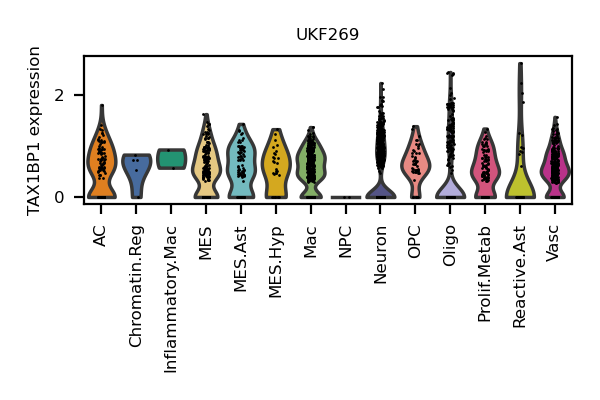 UKF269
TAX1BP1 expression
2
0
AC
Chromatin.Reg
Inflammatory.Mac
MES
MES.Ast
MES.Hyp
Mac
NPC
Neuron
OPC
Oligo
Prolif.Metab
Reactive.Ast
Vasc